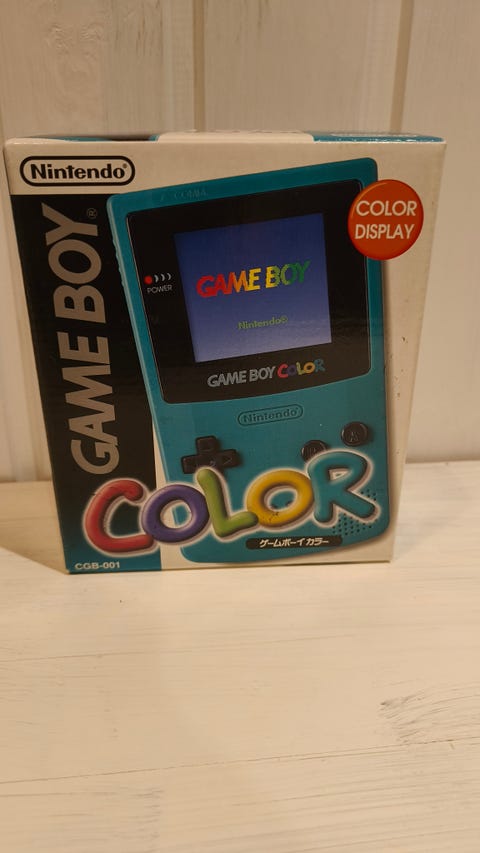 Nintendo®
GAME BOY®
COMM.
COLOR
DISPLAY
POWER
GAME BOY
Nintendo®
GAME BOY COLOR
Nintendo®
B A
COLOR
ゲームボーイカラー
CGB-001